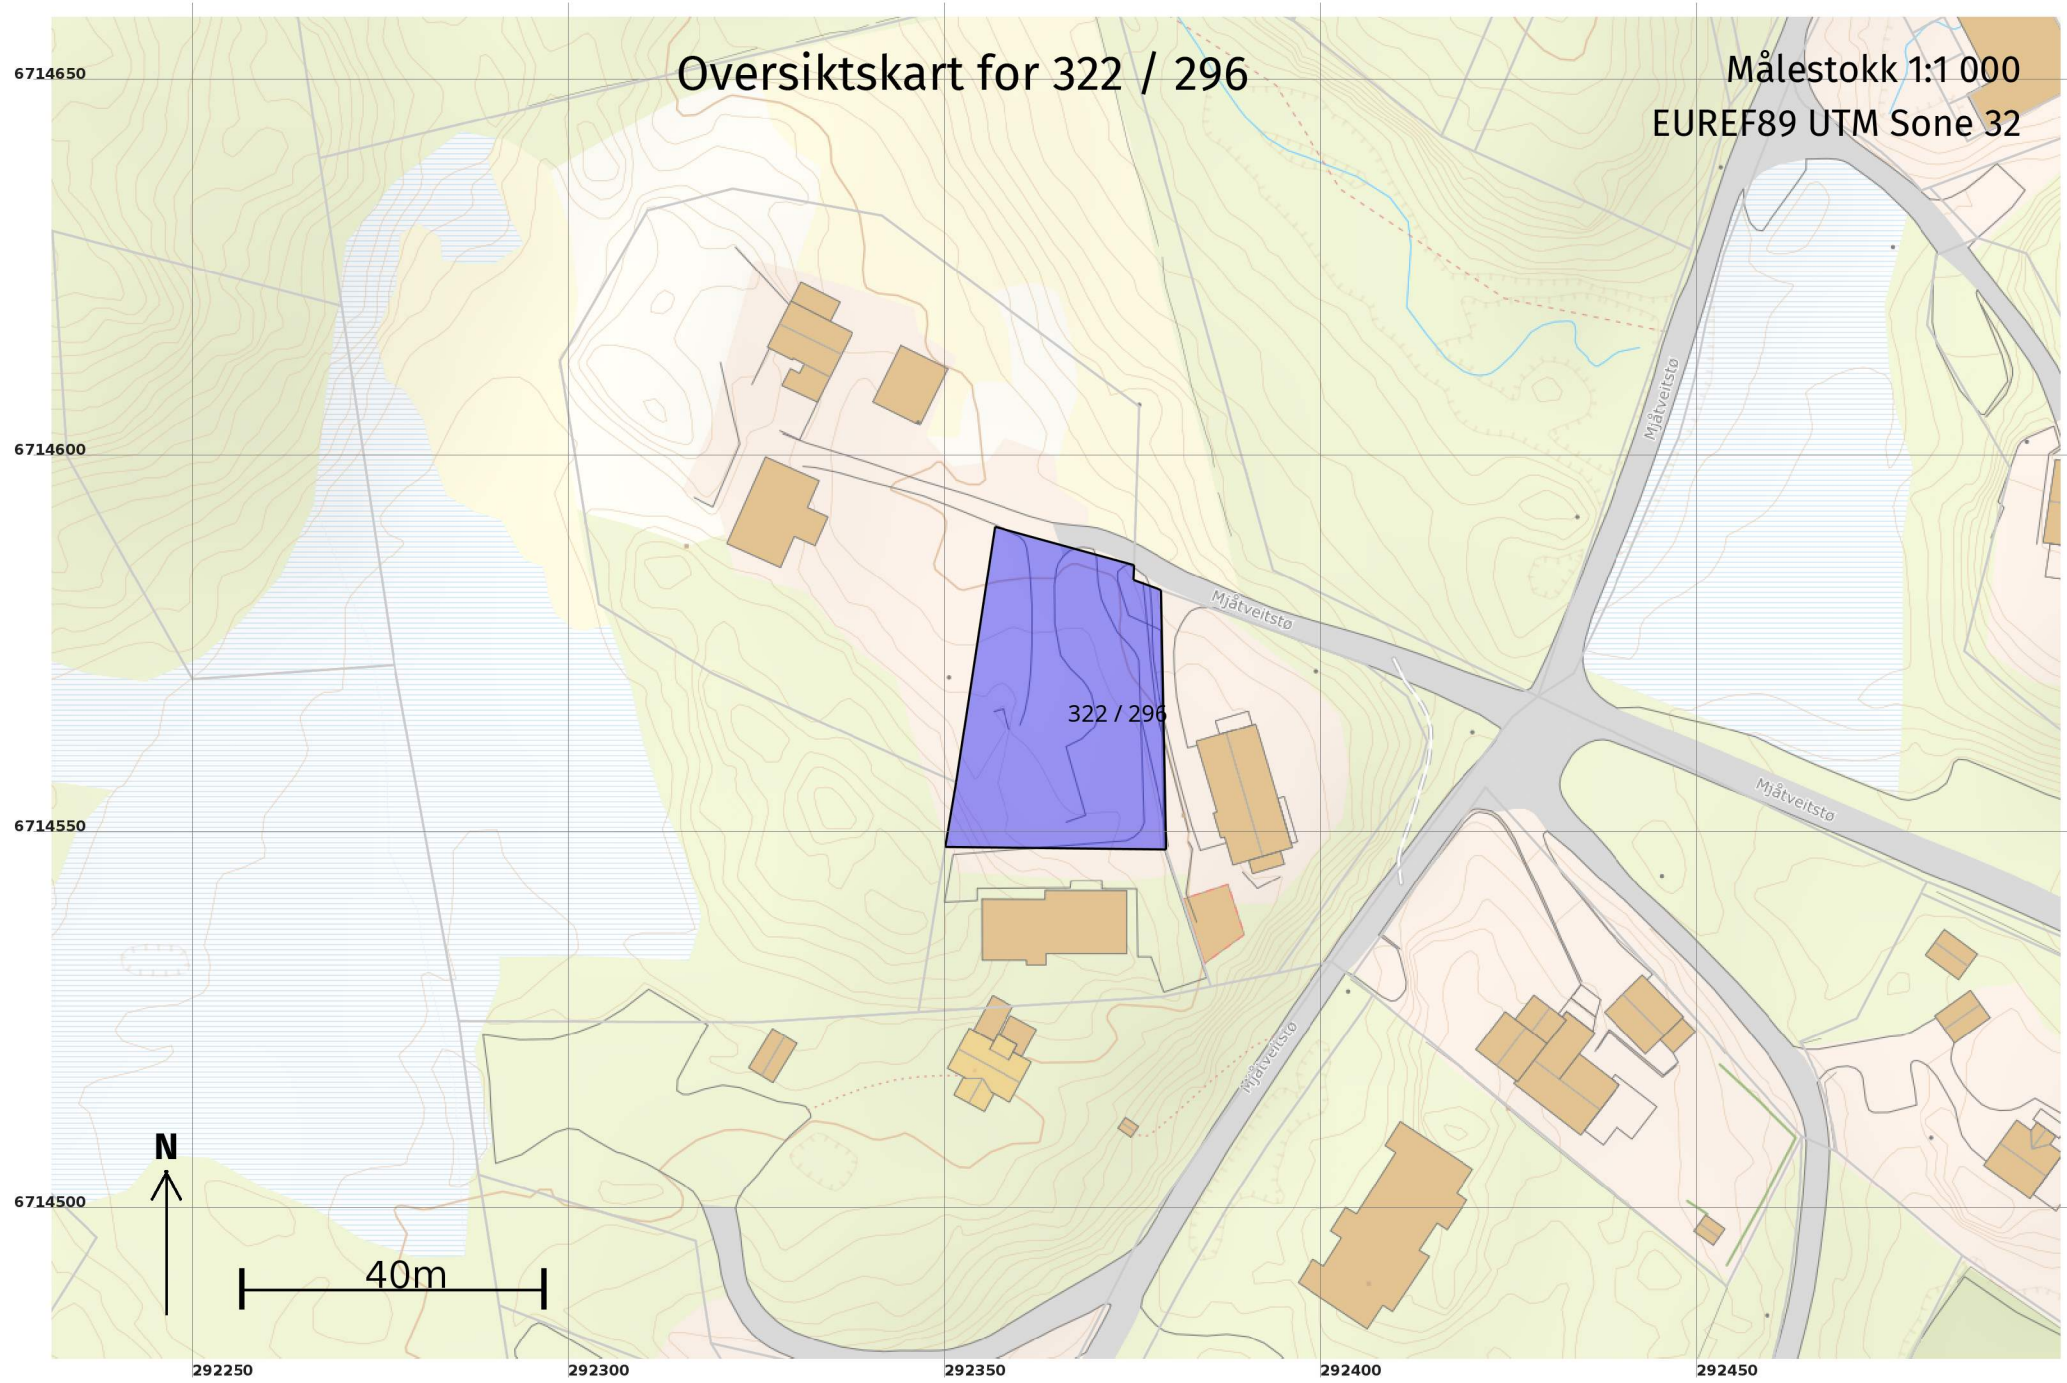 Oversiktskart for 322 / 296
Målestokk 1:1 000
EUREF89 UTM Sone 32
6714650
6714600
6714550
6714500
Mjåtveitstø
Mjåtveitstø
Mjåtveitstø
Mjåtveitstø
322 / 296
N
40m
292250
292300
292350
292400
292450